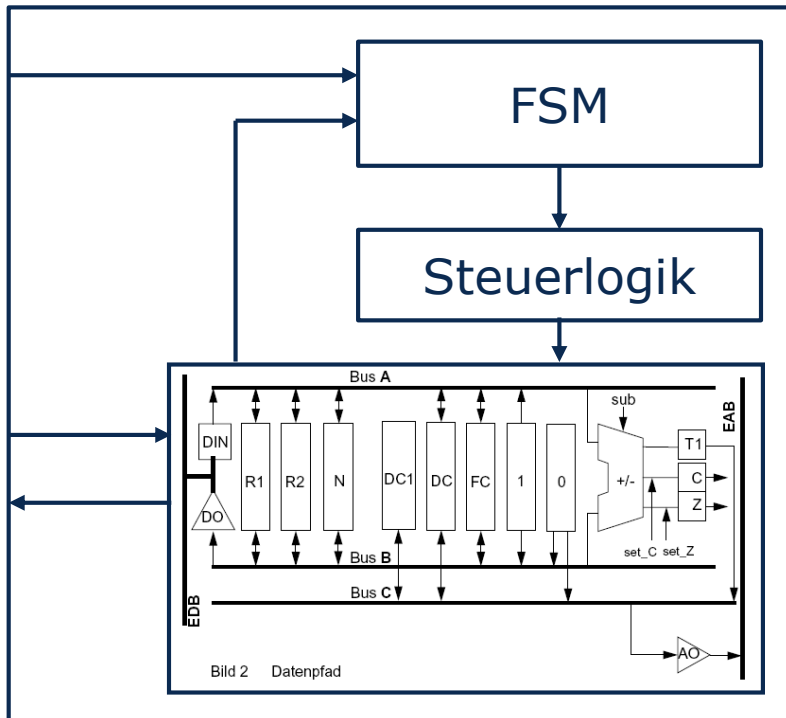 FSM
Steuerlogik
Bus A
sub
EAB
DIN
T1
R1
R2
N
DC1
DC
FC
1
0
+/-
C
Z
DO
set_C
set_Z
Bus B
Bus C
EDB
AO
Bild 2 Datenpfad